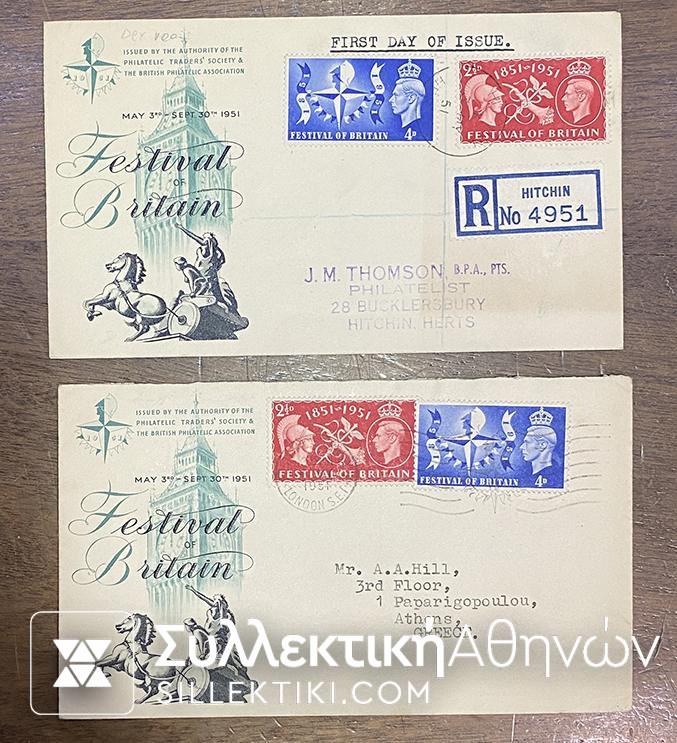 FIRST DAY OF ISSUE.
ISSUED BY THE AUTHORITY OF THE
PHILATELIC TRADERS' SOCIETY &
THE BRITISH PHILATELIC ASSOCIATION
MAY 3RD - SEPT 30TH 1951
Festival
OF
Britain
FESTIVAL OF BRITAIN 4D
2½D 1851-1951
FESTIVAL OF BRITAIN
R
HITCHIN
No 4951
J. M. THOMSON, B.P.A., PTS.
PHILATELIST
28 BUCKLERSBURY
HITCHIN, HERTS
ISSUED BY THE AUTHORITY OF THE
PHILATELIC TRADERS' SOCIETY &
THE BRITISH PHILATELIC ASSOCIATION
MAY 3RD - SEPT 30TH 1951
Festival
OF
Britain
2½D 1851-1951
FESTIVAL OF BRITAIN
FESTIVAL OF BRITAIN 4D
LONDON S.E.
Mr. A.A.Hill,
3rd Floor,
1 Paparigopoulou,
Athens,
GREECE.
Συλλεκτική Αθηνών
SILLEKTIKI.COM